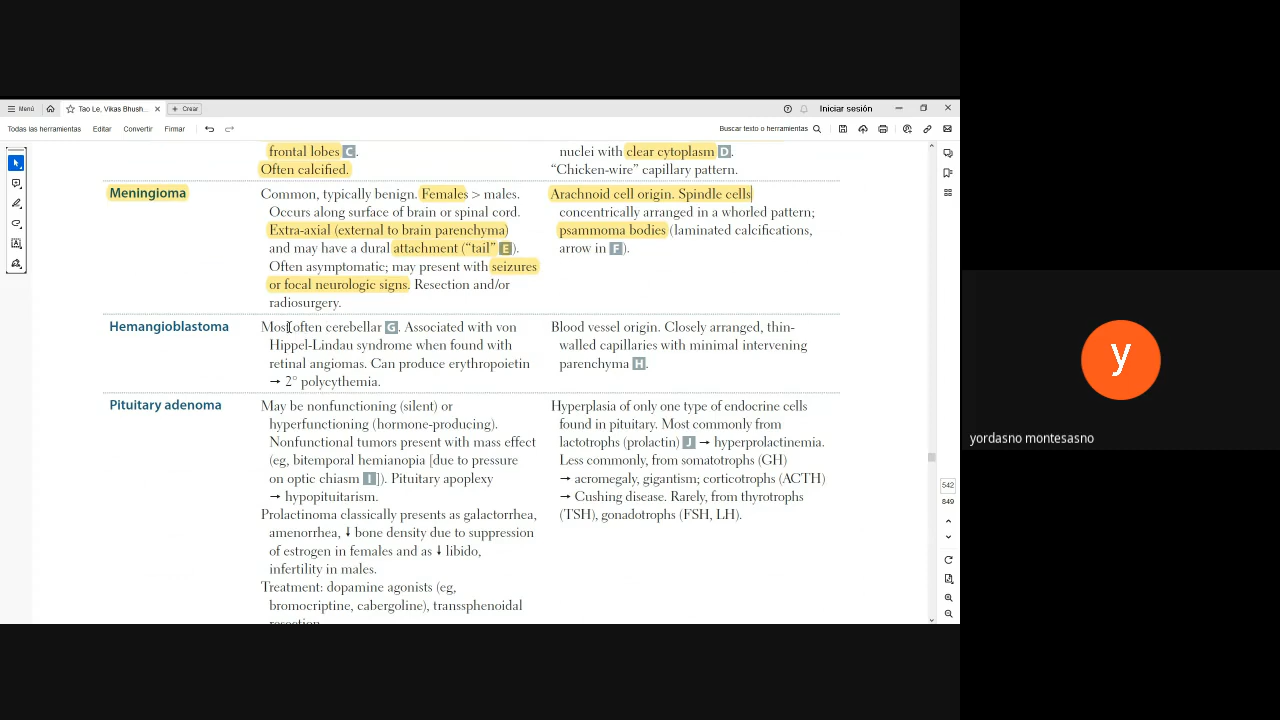 Menú
Tao Le, Vikas Bhush...
Crear
Iniciar sesión
Todas las herramientas
Editar
Convertir
Firmar
Buscar texto o herramientas
frontal lobes C.
Often calcified.
nuclei with clear cytoplasm D.
“Chicken-wire” capillary pattern.
Meningioma
Common, typically benign. Females > males.
Occurs along surface of brain or spinal cord.
Extra-axial (external to brain parenchyma)
and may have a dural attachment (“tail” E).
Often asymptomatic; may present with seizures
or focal neurologic signs. Resection and/or
radiosurgery.
Arachnoid cell origin. Spindle cells
concentrically arranged in a whorled pattern;
psammoma bodies (laminated calcifications,
arrow in F).
Hemangioblastoma
Most often cerebellar G. Associated with von
Hippel-Lindau syndrome when found with
retinal angiomas. Can produce erythropoietin
→ 2° polycythemia.
Blood vessel origin. Closely arranged, thin-
walled capillaries with minimal intervening
parenchyma H.
Pituitary adenoma
May be nonfunctioning (silent) or
hyperfunctioning (hormone-producing).
Nonfunctional tumors present with mass effect
(eg, bitemporal hemianopia [due to pressure
on optic chiasm I]). Pituitary apoplexy
→ hypopituitarism.
Prolactinoma classically presents as galactorrhea,
amenorrhea, ↓ bone density due to suppression
of estrogen in females and as ↓ libido,
infertility in males.
Treatment: dopamine agonists (eg,
bromocriptine, cabergoline), transsphenoidal
resection.
Hyperplasia of only one type of endocrine cells
found in pituitary. Most commonly from
lactotrophs (prolactin) J → hyperprolactinemia.
Less commonly, from somatotrophs (GH)
→ acromegaly, gigantism; corticotrophs (ACTH)
→ Cushing disease. Rarely, from thyrotrophs
(TSH), gonadotrophs (FSH, LH).
542
849
y
yordasno montesasno